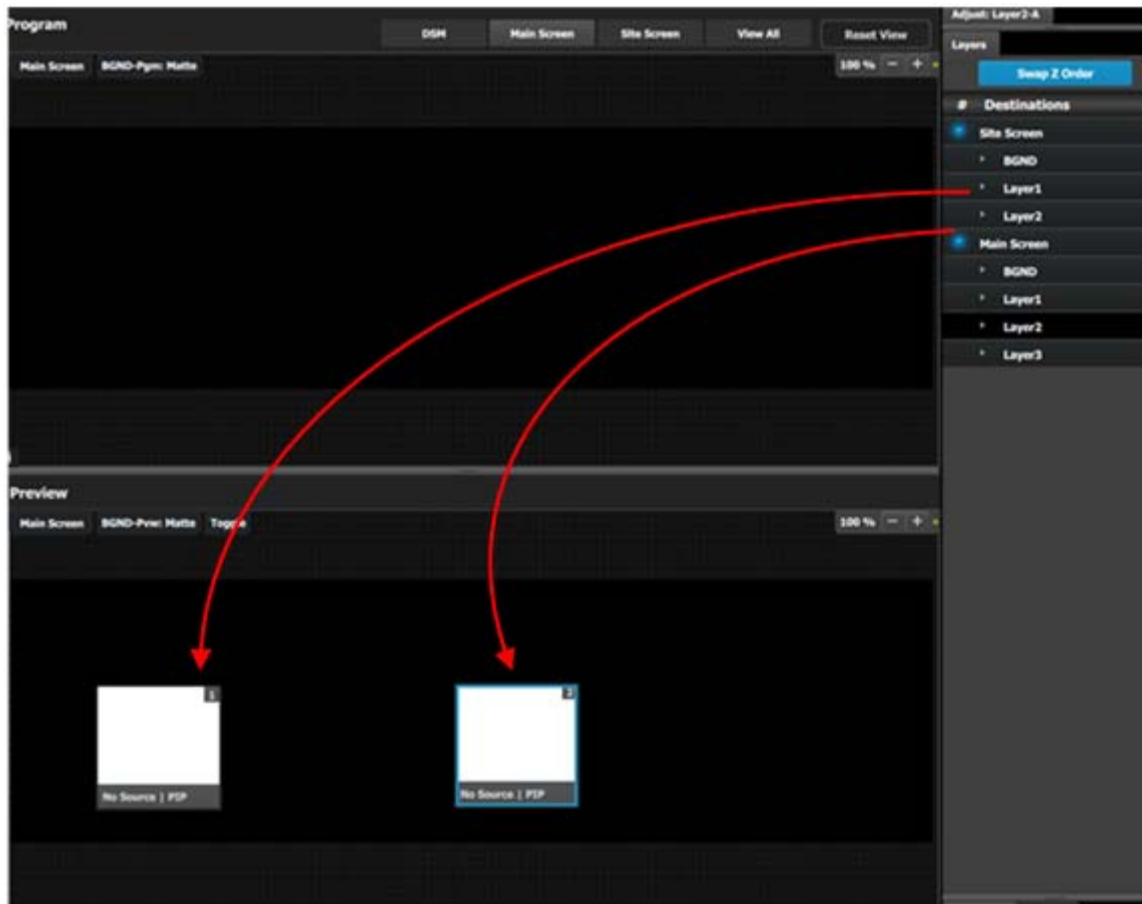 Program
DSM
Main Screen
Site Screen
View All
Reset View
Main Screen
BGND-Pgm: Matte
100 % − +
Preview
Main Screen
BGND-Pvw: Matte
Toggle
100 % − +
1
No Source | PIP
2
No Source | PIP
Adjust: Layer2-A
Layers
Swap Z Order
# Destinations
Site Screen
BGND
Layer1
Layer2
Main Screen
BGND
Layer1
Layer2
Layer3